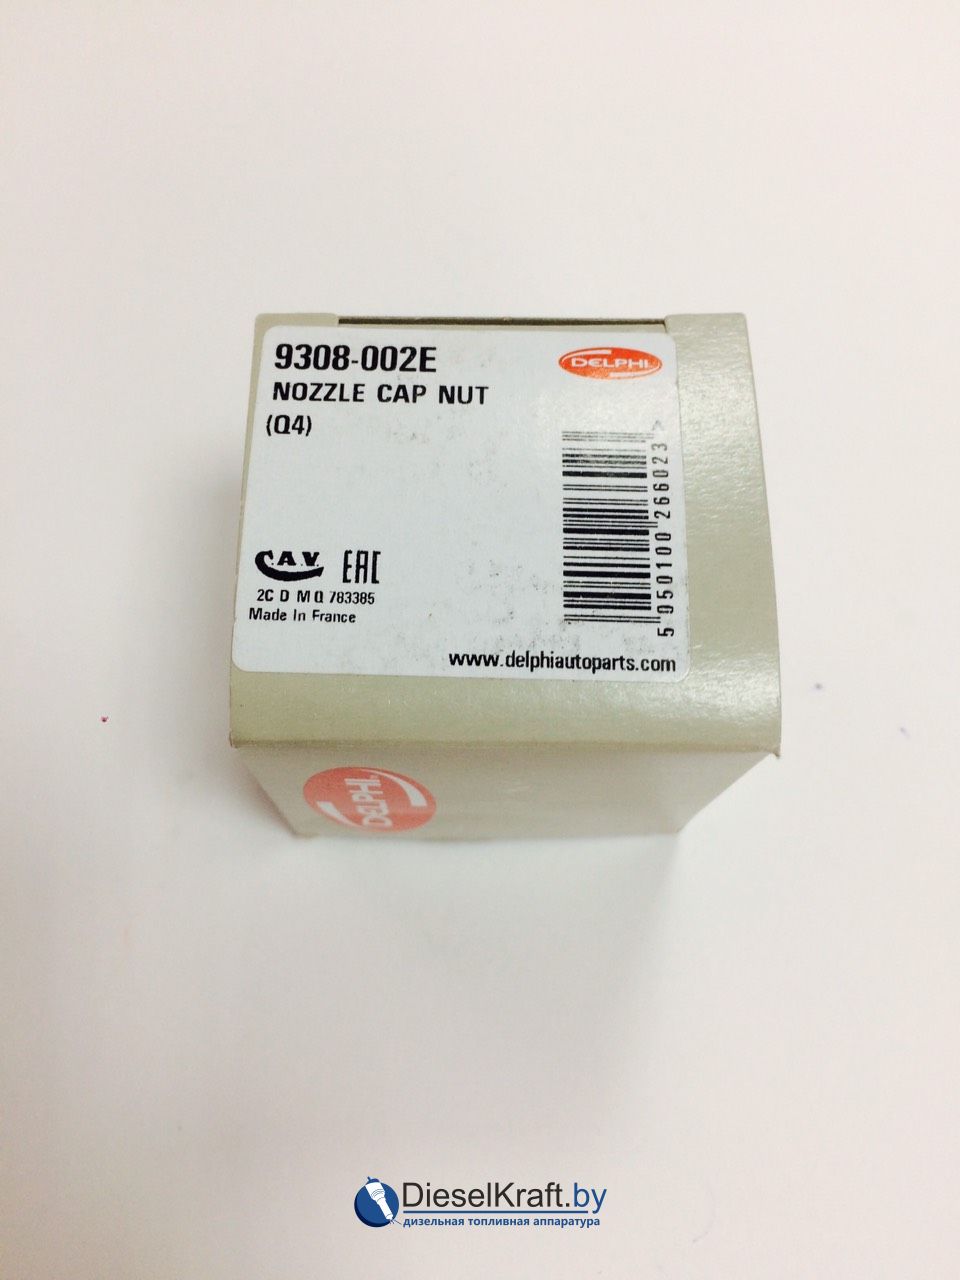 9308-002E
DELPHI
NOZZLE CAP NUT
(Q4)
5 050100 266023 >
C.A.V. EAC
2C D M Q 783385
Made In France
www.delphiautoparts.com
DELPHI
DieselKraft.by
дизельная топливная аппаратура